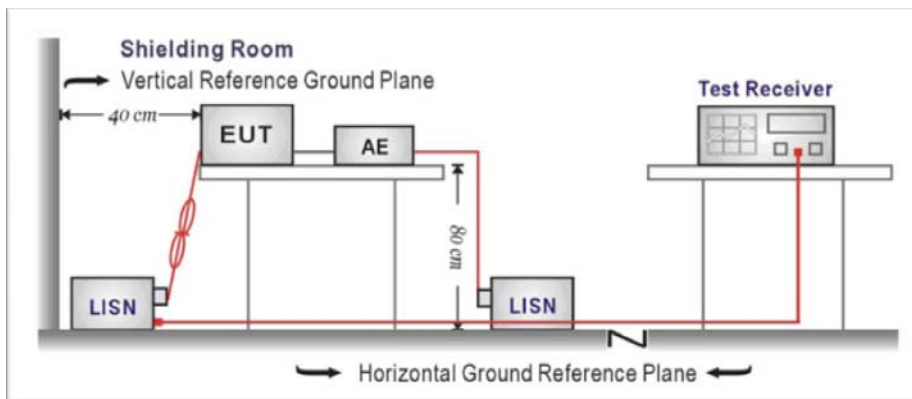 Shielding Room
Vertical Reference Ground Plane
40 cm
EUT
AE
Test Receiver
80 cm
LISN
LISN
Horizontal Ground Reference Plane